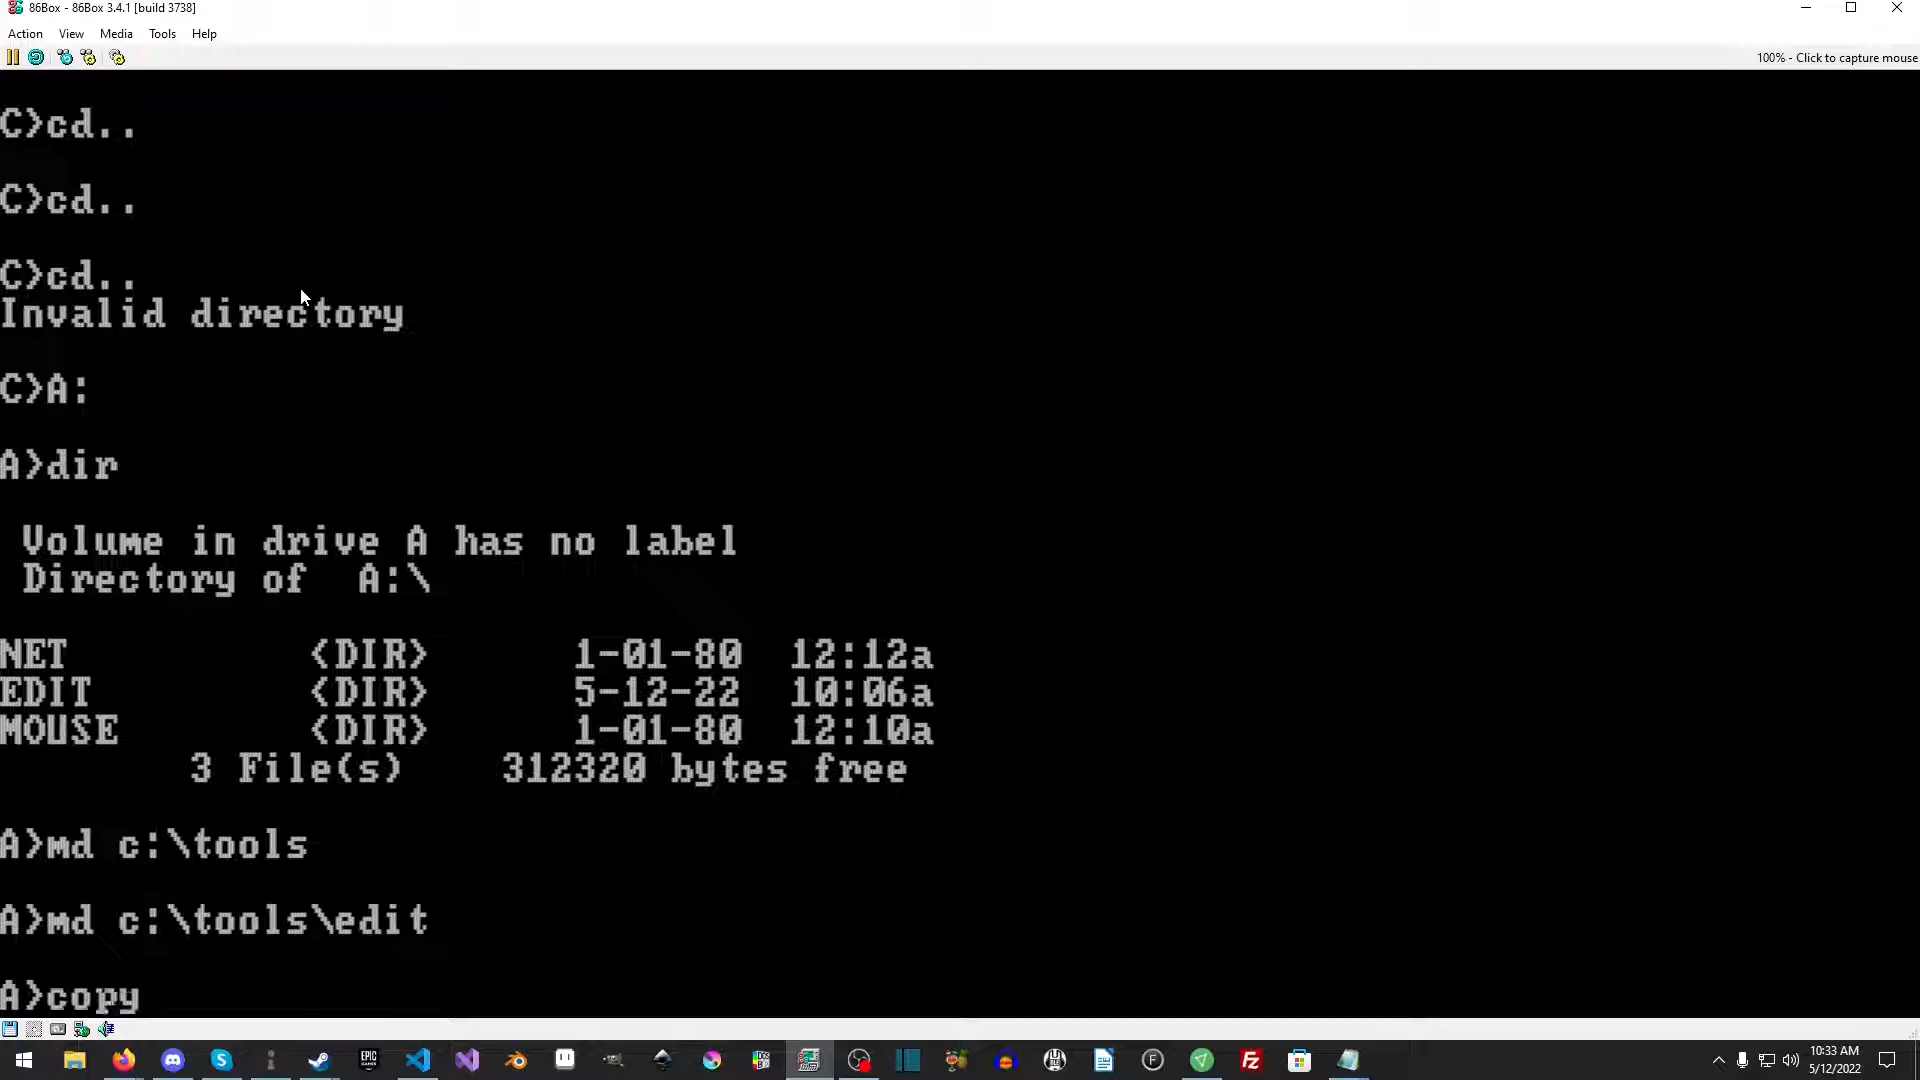 86Box - 86Box 3.4.1 [build 3738]
Action View Media Tools Help
100% - Click to capture mouse
C>cd..
C>cd..
C>cd..
Invalid directory
C>A:
A>dir
Volume in drive A has no label
Directory of A:\
NET <DIR> 1-01-80 12:12a
EDIT <DIR> 5-12-22 10:06a
MOUSE <DIR> 1-01-80 12:10a
3 File(s) 312320 bytes free
A>md c:\tools
A>md c:\tools\edit
A>copy
EPIC
GAMES
10:33 AM
5/12/2022